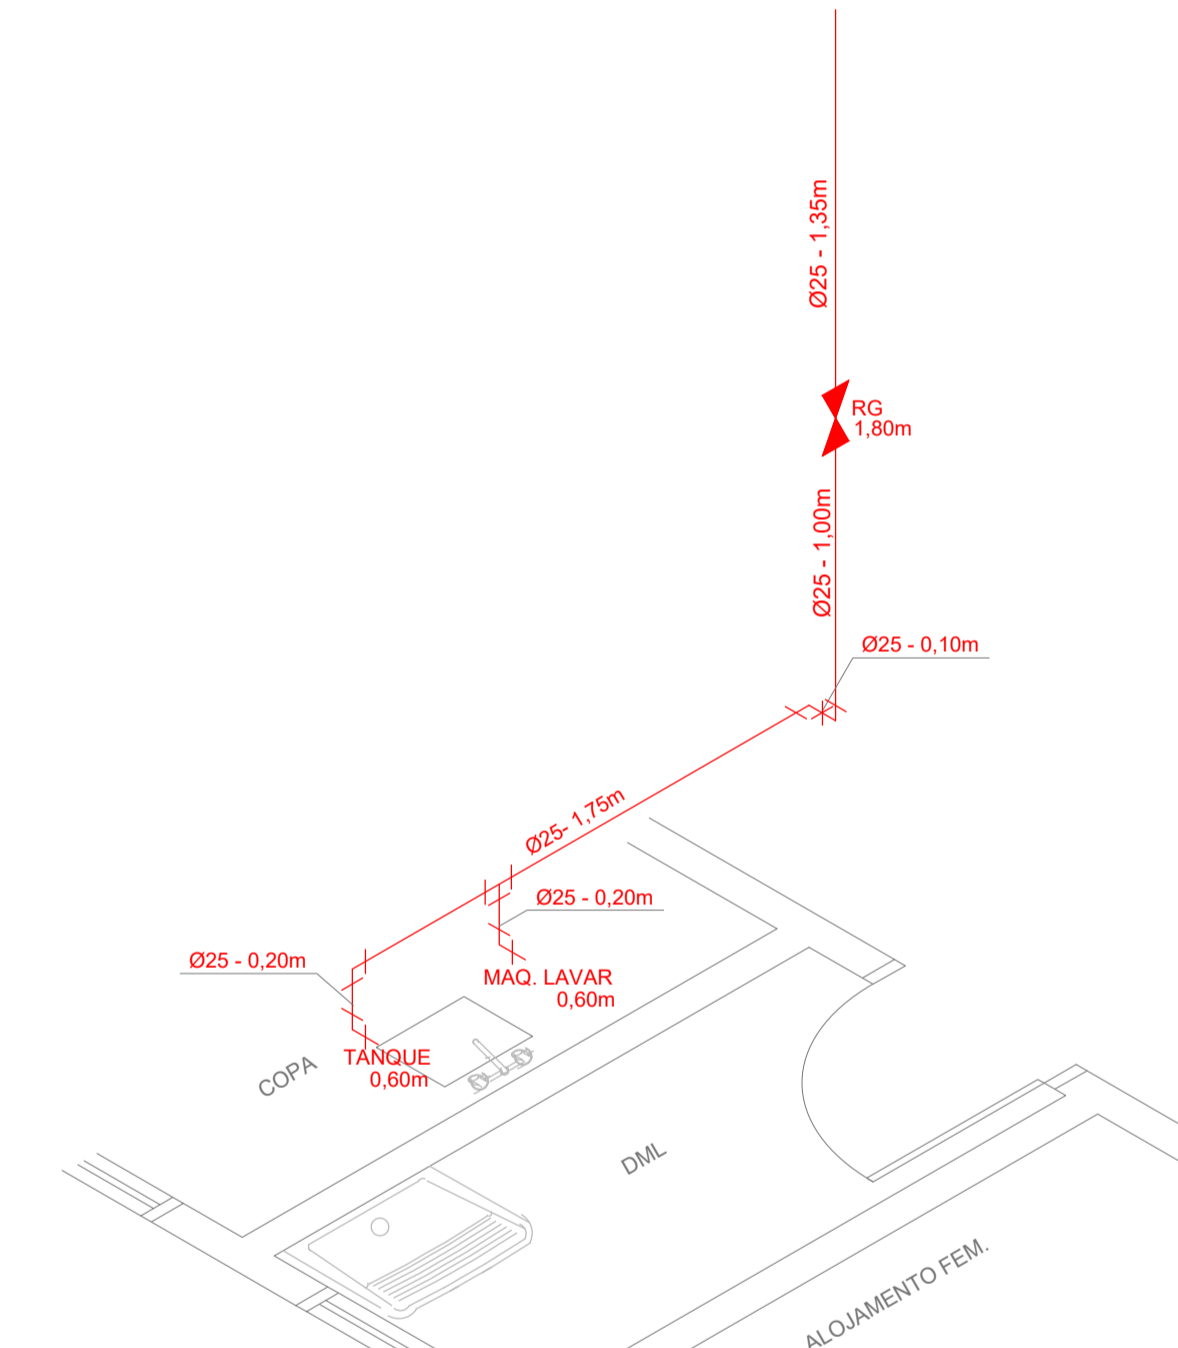 Ø25 - 1,35m
RG
1,80m
Ø25 - 1,00m
Ø25 - 0,10m
Ø25- 1,75m
Ø25 - 0,20m
Ø25 - 0,20m
MAQ. LAVAR
0,60m
TANQUE
0,60m
COPA
DML
ALOJAMENTO FEM.